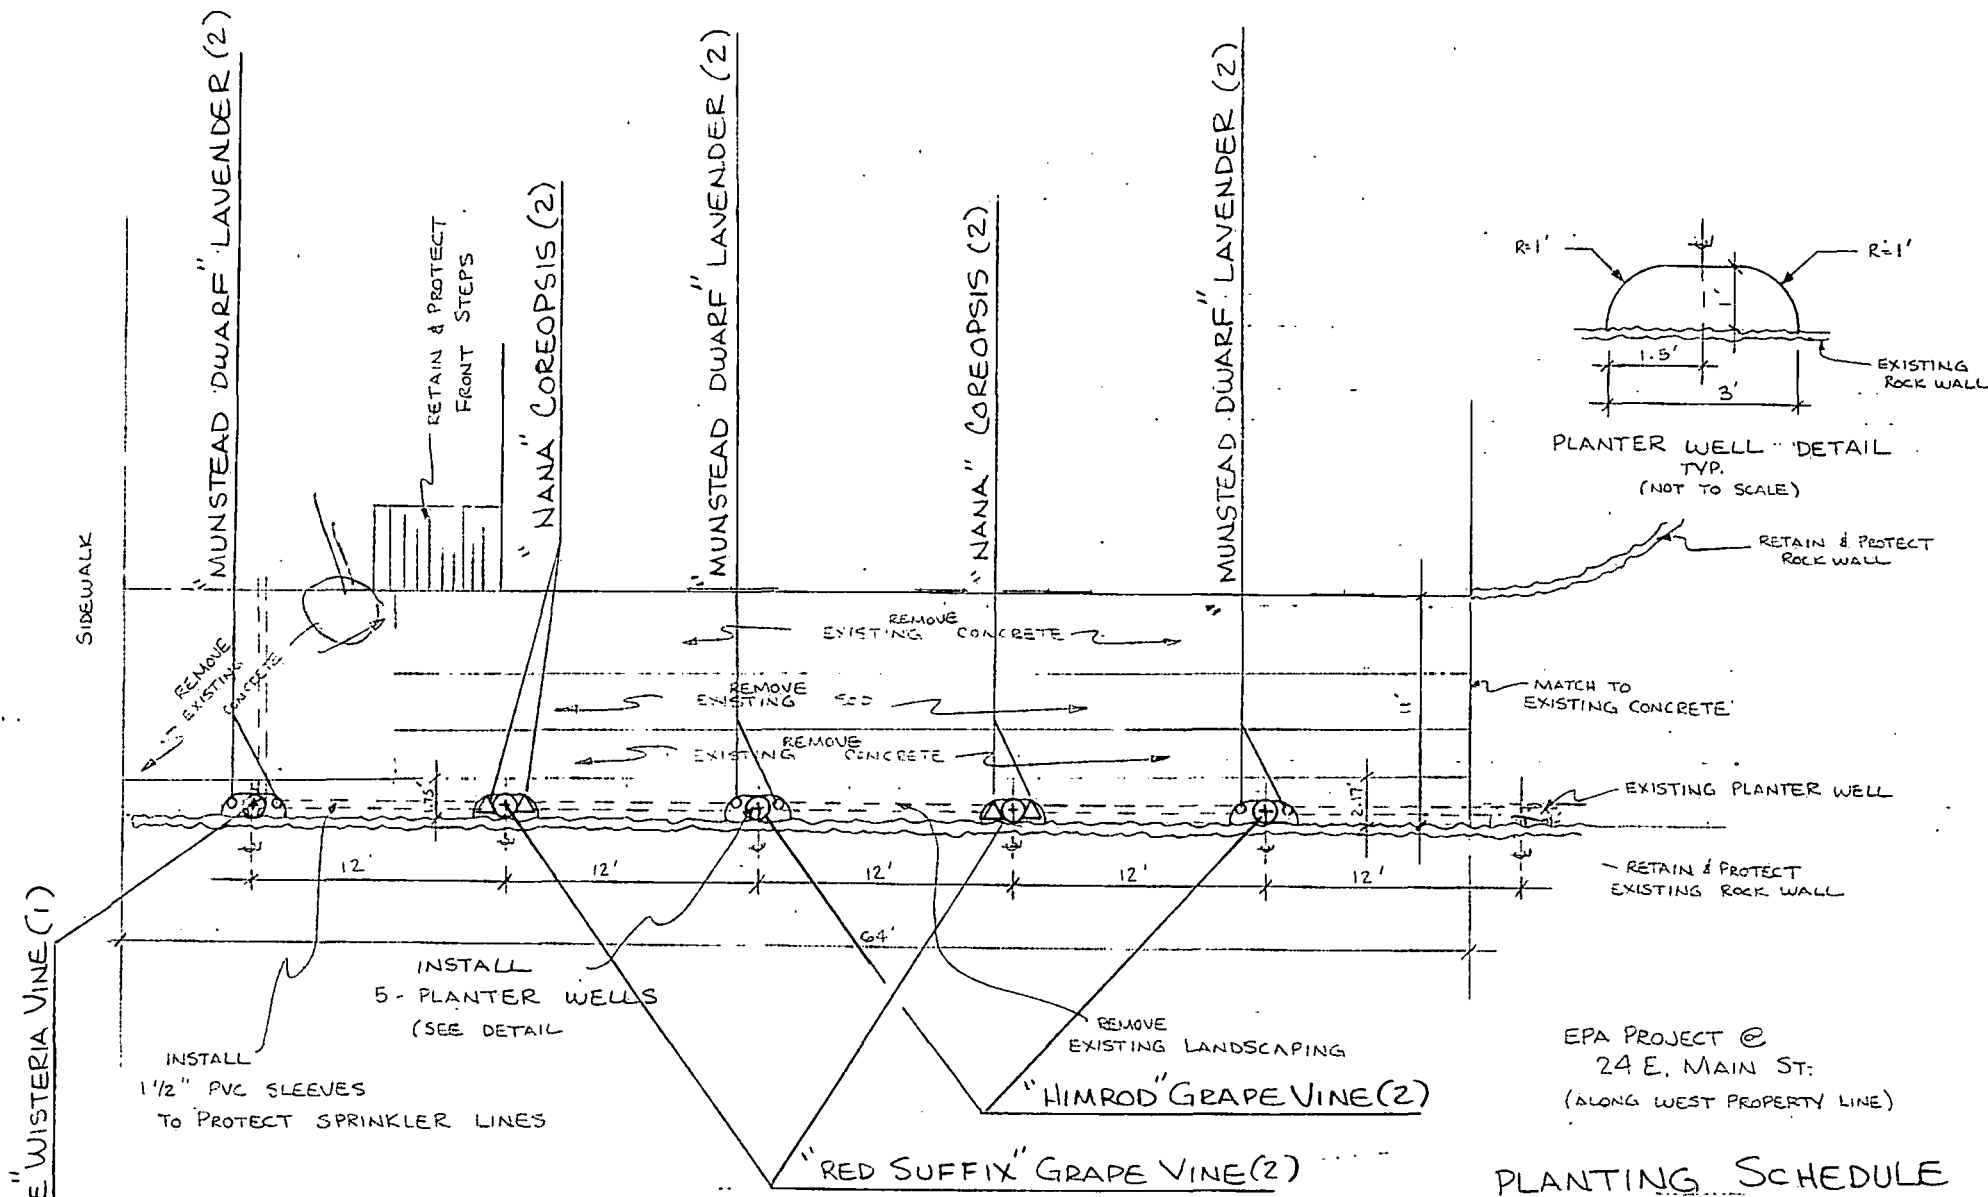 "MUNSTEAD DWARF" LAVENDER (2)
RETAIN & PROTECT
FRONT STEPS
"NANA" COREOPSIS (2)
"MUNSTEAD DWARF" LAVENDER (2)
"NANA" COREOPSIS (2)
"MUNSTEAD DWARF" LAVENDER (2)
R=1'
R=1'
1'
1.5'
3'
EXISTING
ROCK WALL
PLANTER WELL DETAIL
TYP.
(NOT TO SCALE)
RETAIN & PROTECT
ROCK WALL
SIDEWALK
REMOVE
EXISTING
CONCRETE
REMOVE
EXISTING CONCRETE
REMOVE
EXISTING SOD
REMOVE
EXISTING CONCRETE
11'
MATCH TO
EXISTING CONCRETE
1.75'
2.17'
EXISTING PLANTER WELL
12'
12'
12'
12'
12'
RETAIN & PROTECT
EXISTING ROCK WALL
64'
E" WISTERIA VINE (1)
INSTALL
5 - PLANTER WELLS
(SEE DETAIL
INSTALL
1 1/2" PVC SLEEVES
TO PROTECT SPRINKLER LINES
REMOVE
EXISTING LANDSCAPING
"HIMROD" GRAPE VINE (2)
"RED SUFFIX" GRAPE VINE (2)
EPA PROJECT @
24 E. MAIN ST.
(ALONG WEST PROPERTY LINE)
PLANTING SCHEDULE